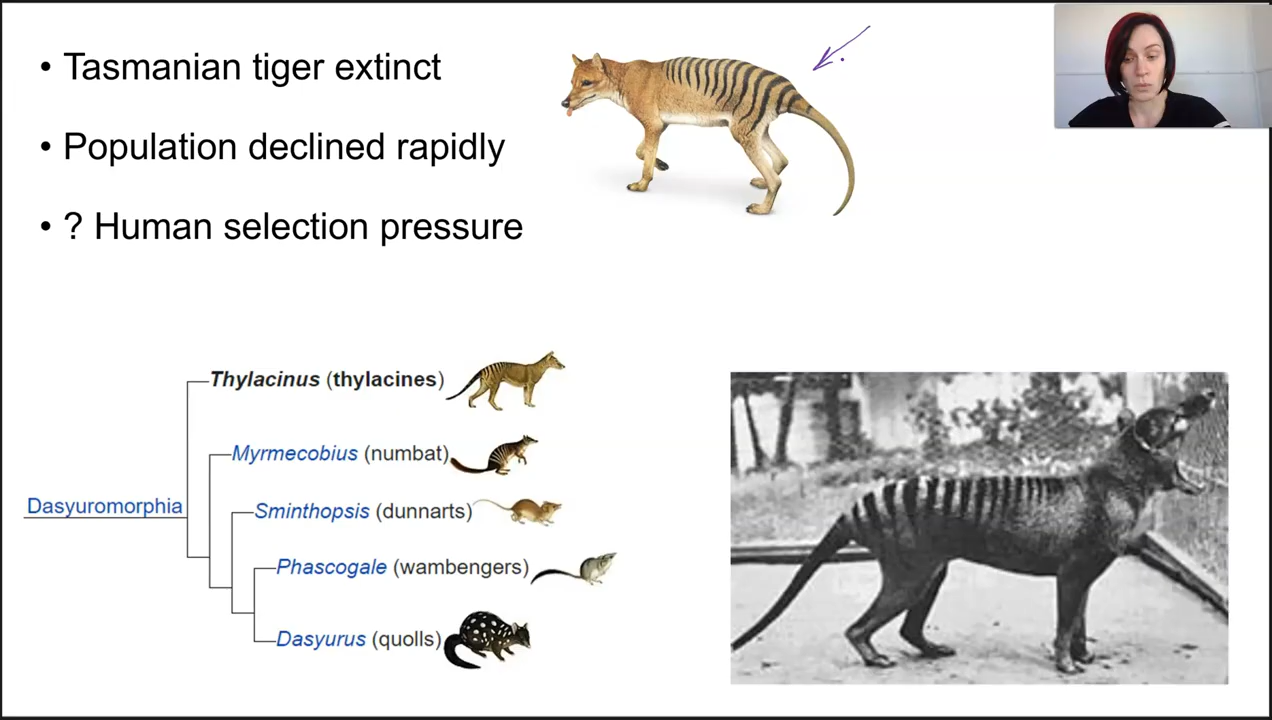 • Tasmanian tiger extinct
• Population declined rapidly
• ? Human selection pressure
Thylacinus (thylacines)
Myrmecobius (numbat)
Dasyuromorphia
Sminthopsis (dunnarts)
Phascogale (wambengers)
Dasyurus (quolls)